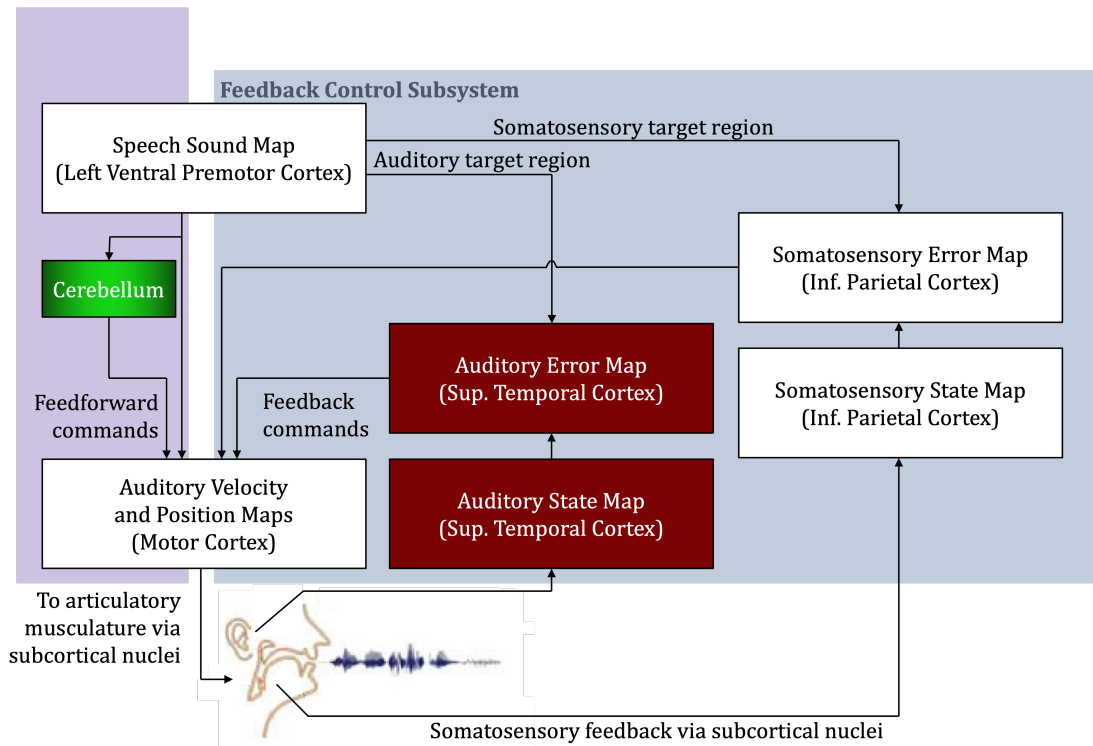 Feedback Control Subsystem
Speech Sound Map
(Left Ventral Premotor Cortex)
Somatosensory target region
Auditory target region
Somatosensory Error Map
(Inf. Parietal Cortex)
Cerebellum
Auditory Error Map
(Sup. Temporal Cortex)
Somatosensory State Map
(Inf. Parietal Cortex)
Feedforward
commands
Feedback
commands
Auditory Velocity
and Position Maps
(Motor Cortex)
Auditory State Map
(Sup. Temporal Cortex)
To articulatory
musculature via
subcortical nuclei
Somatosensory feedback via subcortical nuclei